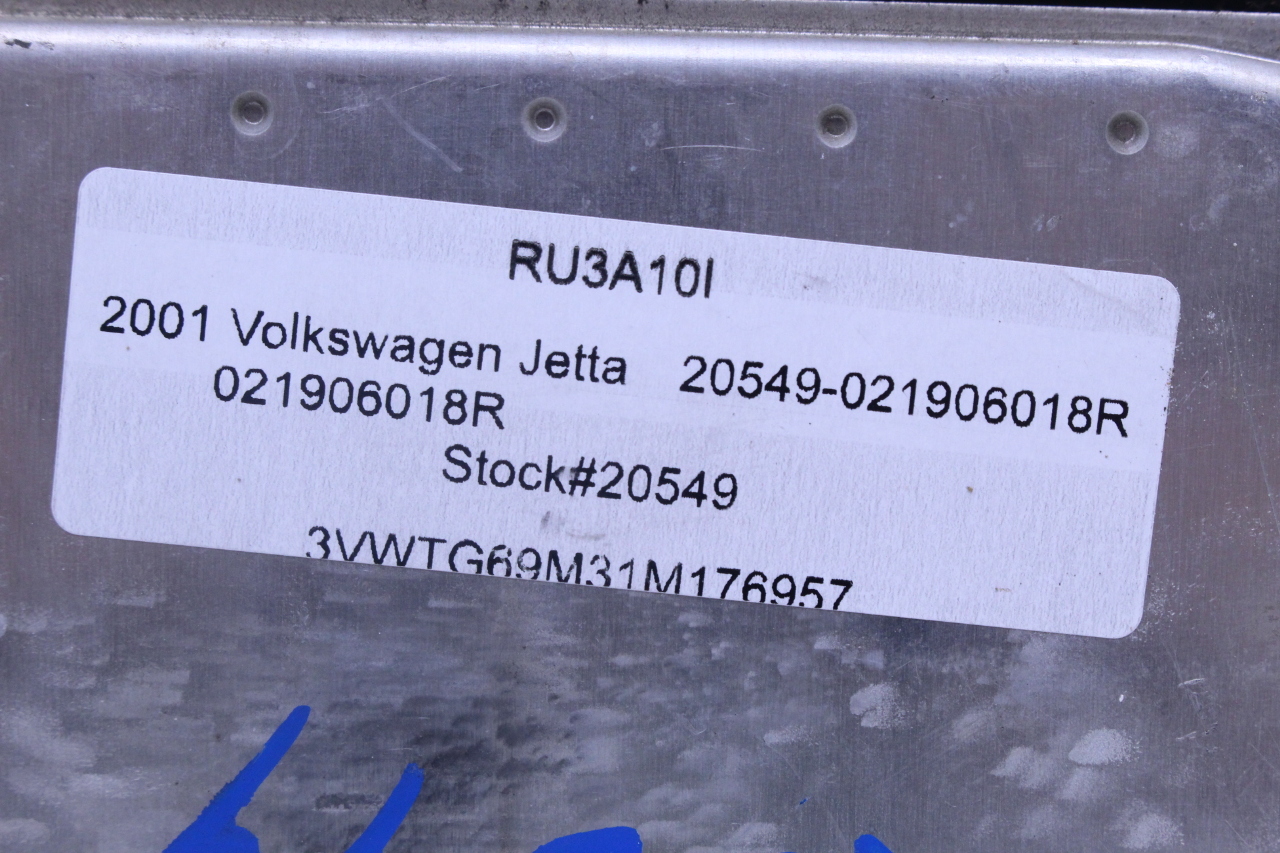 RU3A10I
2001 Volkswagen Jetta 20549-021906018R
021906018R
Stock#20549
3VWTG69M31M176957